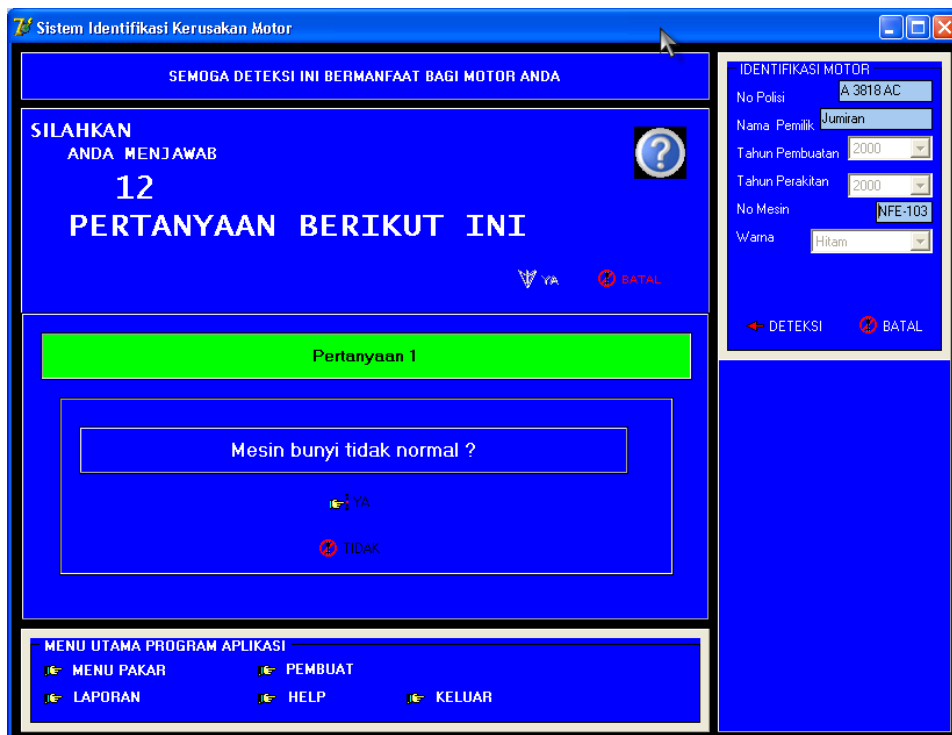 Sistem Identifikasi Kerusakan Motor
SEMOGA DETEKSI INI BERMANFAAT BAGI MOTOR ANDA
SILAHKAN
ANDA MENJAWAB
12
PERTANYAAN BERIKUT INI
YA BATAL
Pertanyaan 1
Mesin bunyi tidak normal ?
YA
TIDAK
MENU UTAMA PROGRAM APLIKASI
MENU PAKAR PEMBUAT
LAPORAN HELP KELUAR
IDENTIFIKASI MOTOR
No Polisi A 3818 AC
Nama Pemilik Jumiran
Tahun Pembuatan 2000
Tahun Perakitan 2000
No Mesin NFE-103
Warna Hitam
DETEKSI BATAL